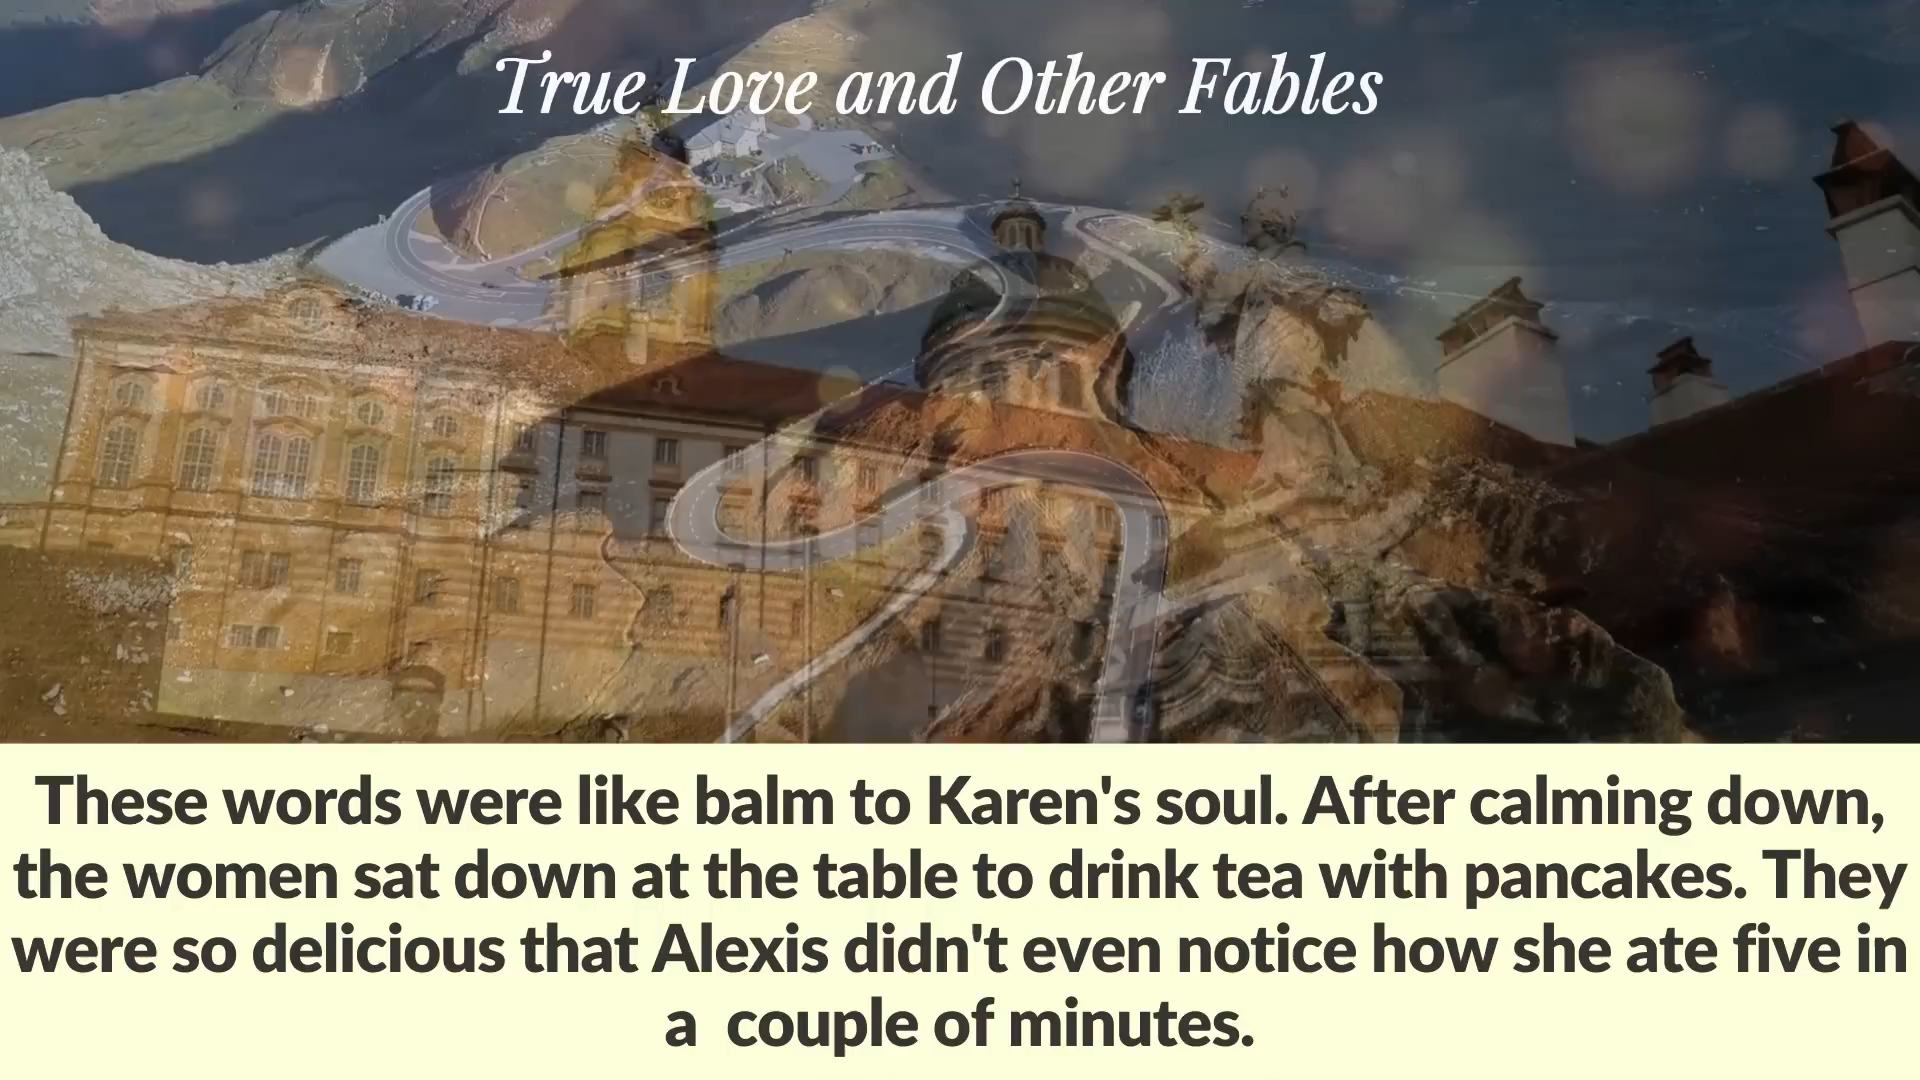 True Love and Other Fables
These words were like balm to Karen's soul. After calming down,
the women sat down at the table to drink tea with pancakes. They
were so delicious that Alexis didn't even notice how she ate five in
a  couple of minutes.